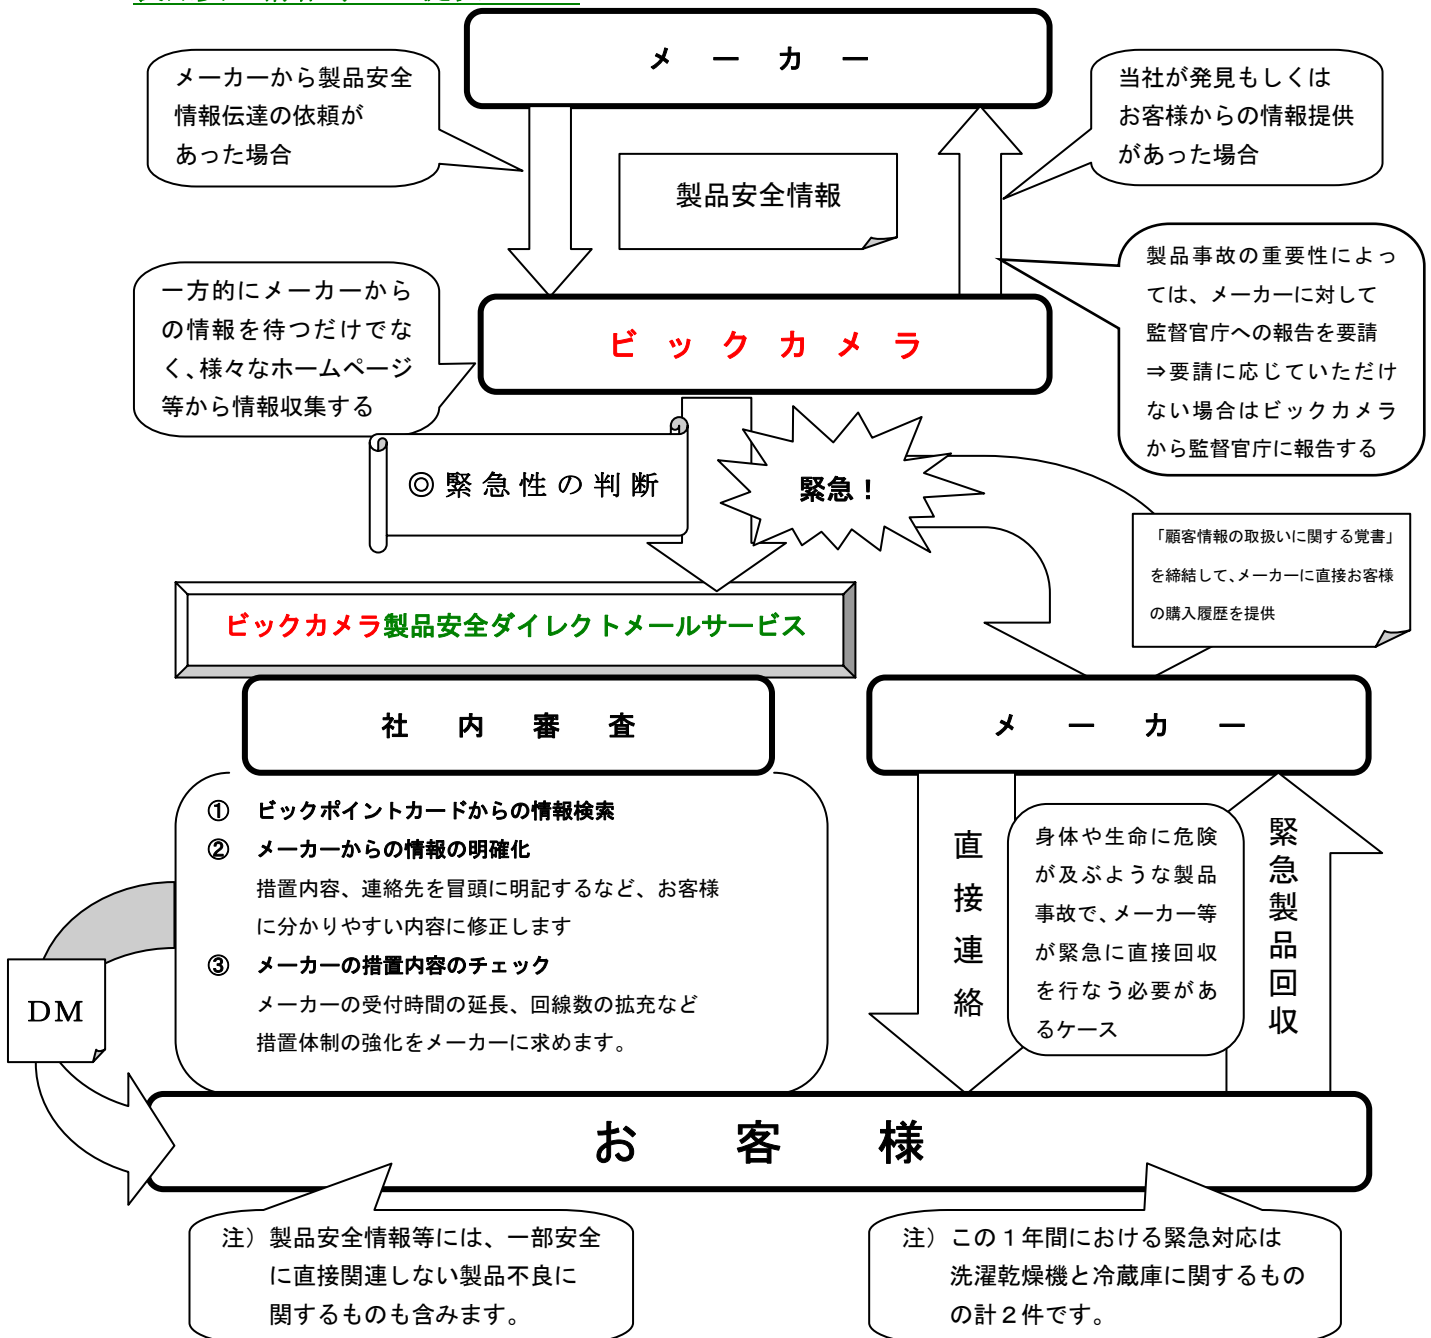 メーカー
メーカーから製品安全
情報伝達の依頼が
あった場合
当社が発見もしくは
お客様からの情報提供
があった場合
製品安全情報
製品事故の重要性によっ
ては、メーカーに対して
監督官庁への報告を要請
⇒要請に応じていただけ
ない場合はビックカメラ
から監督官庁に報告する
一方的にメーカーから
の情報を待つだけでな
く、様々なホームページ
等から情報収集する
ビックカメラ
◎緊急性の判断
緊急！
「顧客情報の取扱いに関する覚書」
を締結して、メーカーに直接お客様
の購入履歴を提供
ビックカメラ製品安全ダイレクトメールサービス
社内審査
メーカー
① ビックポイントカードからの情報検索
② メーカーからの情報の明確化
措置内容、連絡先を冒頭に明記するなど、お客様
に分かりやすい内容に修正します
③ メーカーの措置内容のチェック
メーカーの受付時間の延長、回線数の拡充など
措置体制の強化をメーカーに求めます。
DM
直接連絡
身体や生命に危険
が及ぶような製品
事故で、メーカー等
が緊急に直接回収
を行なう必要があ
るケース
緊急製品回収
お客様
注）製品安全情報等には、一部安全
に直接関連しない製品不良に
関するものも含みます。
注）この１年間における緊急対応は
洗濯乾燥機と冷蔵庫に関するもの
の計２件です。